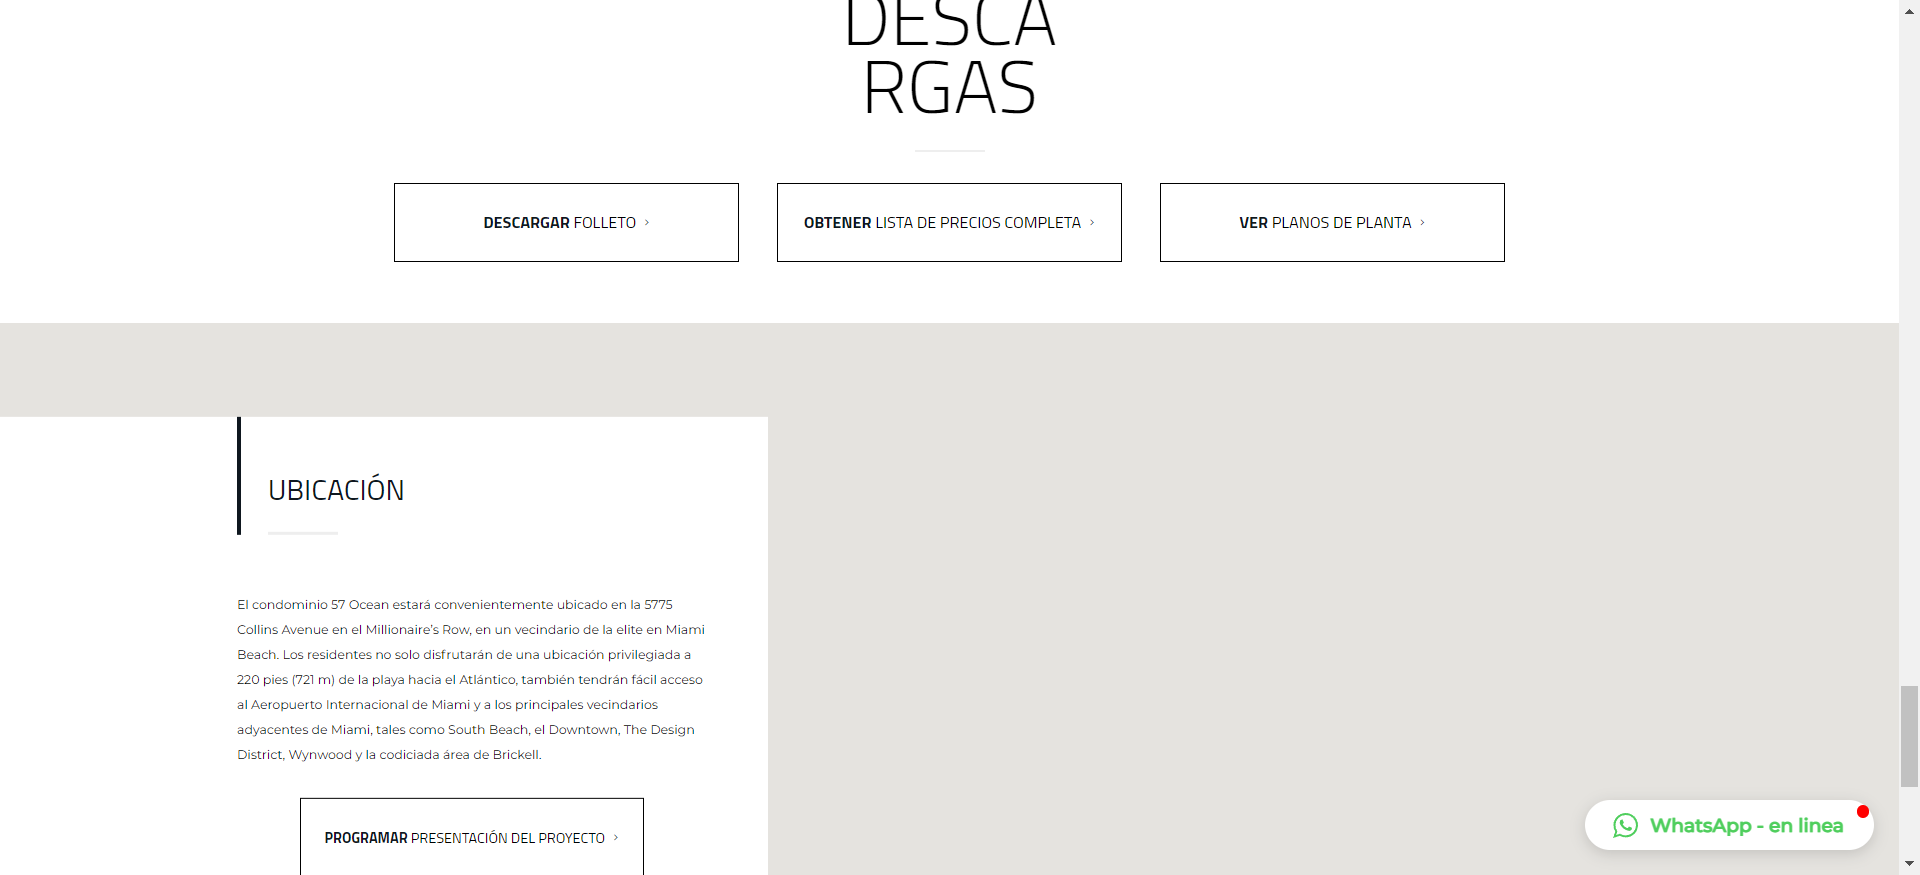 DESCA
RGAS
DESCARGAR FOLLETO
OBTENER LISTA DE PRECIOS COMPLETA
VER PLANOS DE PLANTA
UBICACIÓN
El condominio 57 Ocean estará convenientemente ubicado en la 5775
Collins Avenue en el Millionaire’s Row, en un vecindario de la elite en Miami
Beach. Los residentes no solo disfrutarán de una ubicación privilegiada a
220 pies (721 m) de la playa hacia el Atlántico, también tendrán fácil acceso
al Aeropuerto Internacional de Miami y a los principales vecindarios
adyacentes de Miami, tales como South Beach, el Downtown, The Design
District, Wynwood y la codiciada área de Brickell.
PROGRAMAR PRESENTACIÓN DEL PROYECTO
WhatsApp - en linea